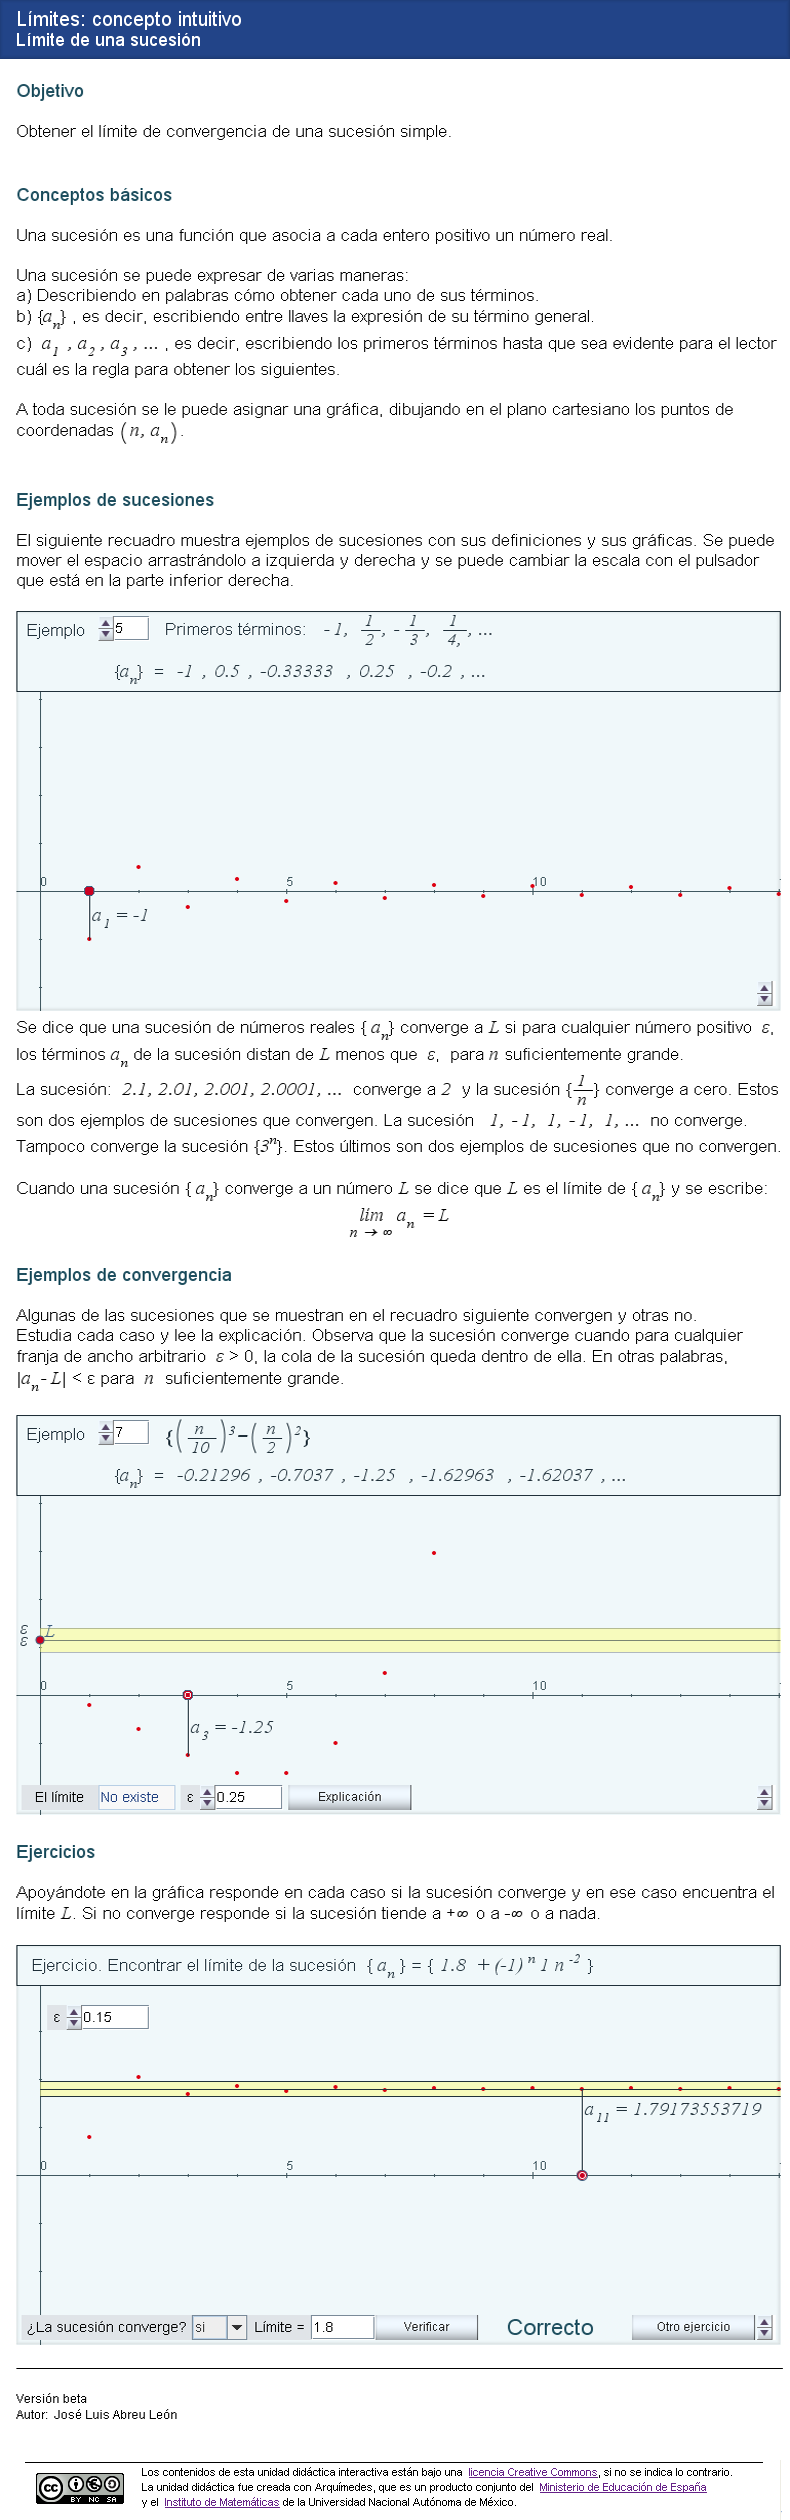 Límites: concepto intuitivo
Límite de una sucesión
Objetivo
Obtener el límite de convergencia de una sucesión simple.
Conceptos básicos
Una sucesión es una función que asocia a cada entero positivo un número real.
Una sucesión se puede expresar de varias maneras:
a) Describiendo en palabras cómo obtener cada uno de sus términos.
b) {a_n} , es decir, escribiendo entre llaves la expresión de su término general.
c) a_1 , a_2 , a_3 , ... , es decir, escribiendo los primeros términos hasta que sea evidente para el lector
cuál es la regla para obtener los siguientes.
A toda sucesión se le puede asignar una gráfica, dibujando en el plano cartesiano los puntos de
coordenadas (n, a_n).
Ejemplos de sucesiones
El siguiente recuadro muestra ejemplos de sucesiones con sus definiciones y sus gráficas. Se puede
mover el espacio arrastrándolo a izquierda y derecha y se puede cambiar la escala con el pulsador
que está en la parte inferior derecha.
Ejemplo 5 Primeros términos: -1, 1/2, -1/3, 1/4, , ...
{a_n} = -1 , 0.5 , -0.33333 , 0.25 , -0.2 , ...
0 5 10
a_1 = -1
Se dice que una sucesión de números reales { a_n} converge a L si para cualquier número positivo ε,
los términos a_n de la sucesión distan de L menos que ε, para n suficientemente grande.
La sucesión: 2.1, 2.01, 2.001, 2.0001, ... converge a 2 y la sucesión {1/n} converge a cero. Estos
son dos ejemplos de sucesiones que convergen. La sucesión 1, -1, 1, -1, 1, ... no converge.
Tampoco converge la sucesión {3^n}. Estos últimos son dos ejemplos de sucesiones que no convergen.
Cuando una sucesión { a_n} converge a un número L se dice que L es el límite de { a_n} y se escribe:
lím a_n = L
n → ∞
Ejemplos de convergencia
Algunas de las sucesiones que se muestran en el recuadro siguiente convergen y otras no.
Estudia cada caso y lee la explicación. Observa que la sucesión converge cuando para cualquier
franja de ancho arbitrario ε > 0, la cola de la sucesión queda dentro de ella. En otras palabras,
|a_n - L| < ε para n suficientemente grande.
Ejemplo 7 {(n/10)^3 − (n/2)^2}
{a_n} = -0.21296 , -0.7037 , -1.25 , -1.62963 , -1.62037 , ...
ε L
ε
0 5 10
a_3 = -1.25
El límite No existe ε 0.25 Explicación
Ejercicios
Apoyándote en la gráfica responde en cada caso si la sucesión converge y en ese caso encuentra el
límite L. Si no converge responde si la sucesión tiende a +∞ o a -∞ o a nada.
Ejercicio. Encontrar el límite de la sucesión { a_n } = { 1.8 + (-1)^n 1 n^-2 }
ε 0.15
a_11 = 1.79173553719
0 5 10
¿La sucesión converge? si Límite = 1.8 Verificar Correcto Otro ejercicio
Versión beta
Autor: José Luis Abreu León
Los contenidos de esta unidad didáctica interactiva están bajo una licencia Creative Commons, si no se indica lo contrario.
La unidad didáctica fue creada con Arquímedes, que es un producto conjunto del Ministerio de Educación de España
y el Instituto de Matemáticas de la Universidad Nacional Autónoma de México.
cc BY NC SA